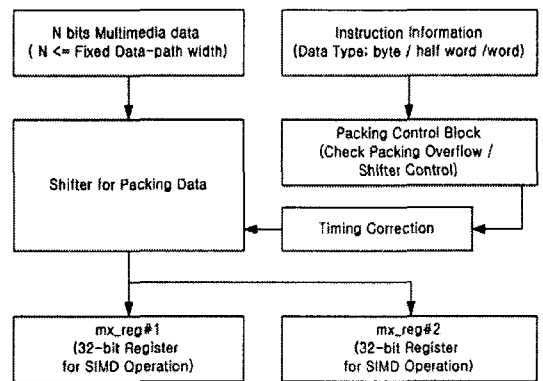 N bits Multimedia data
( N <= Fixed Data-path width)
Instruction Information
(Data Type: byte / half word /word)
Shifter for Packing Data
Packing Control Block
(Check Packing Overflow /
Shifter Control)
Timing Correction
mx_reg#1
(32-bit Register
for SIMD Operation)
mx_reg#2
(32-bit Register
for SIMD Operation)